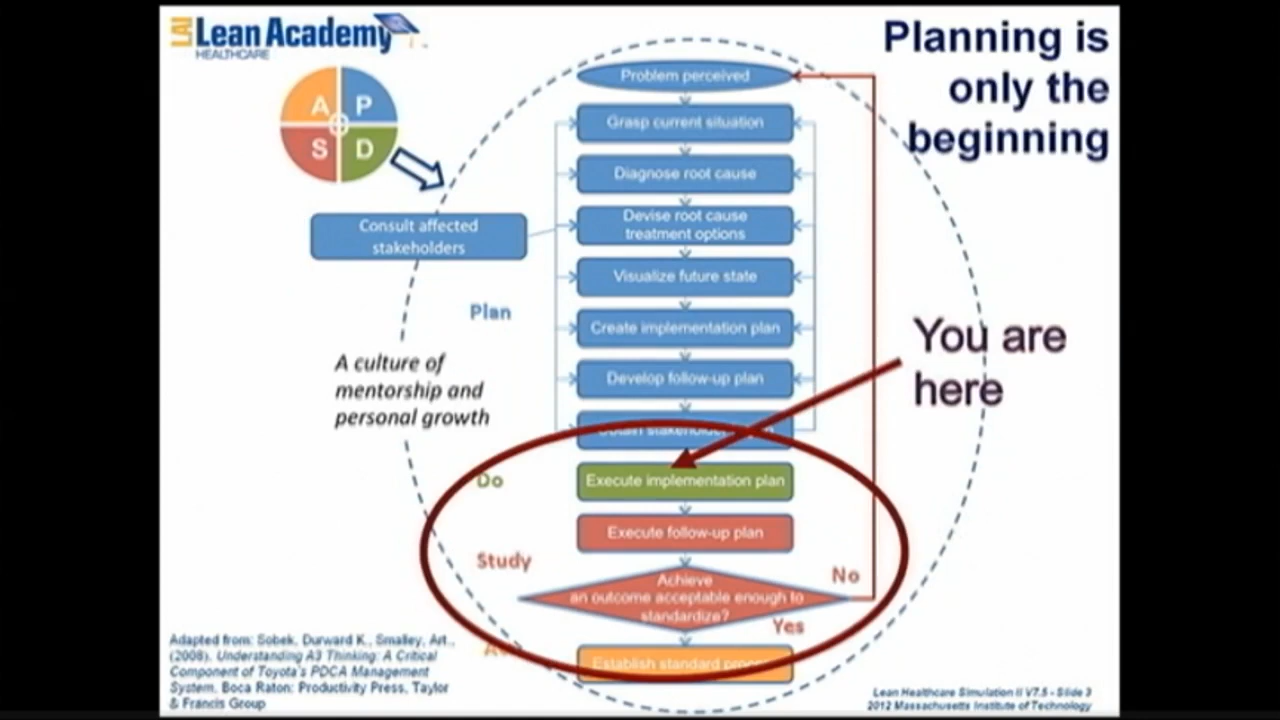 LAI Lean Academy
HEALTHCARE
Planning is
only the
beginning
A P
S D
Problem perceived
Grasp current situation
Diagnose root cause
Devise root cause
treatment options
Consult affected
stakeholders
Visualize future state
Plan
Create implementation plan
You are
here
A culture of
mentorship and
personal growth
Develop follow-up plan
Obtain stakeholder
Do
Execute implementation plan
Execute follow-up plan
Study
Achieve
an outcome acceptable enough to
standardize?
No
Yes
Establish standard
Adapted from: Sobek, Durward K., Smalley, Art.,
(2008). Understanding A3 Thinking: A Critical
Component of Toyota's PDCA Management
System. Boca Raton: Productivity Press, Taylor
& Francis Group
Lean Healthcare Simulation II V7.5 - Slide 3
2012 Massachusetts Institute of Technology